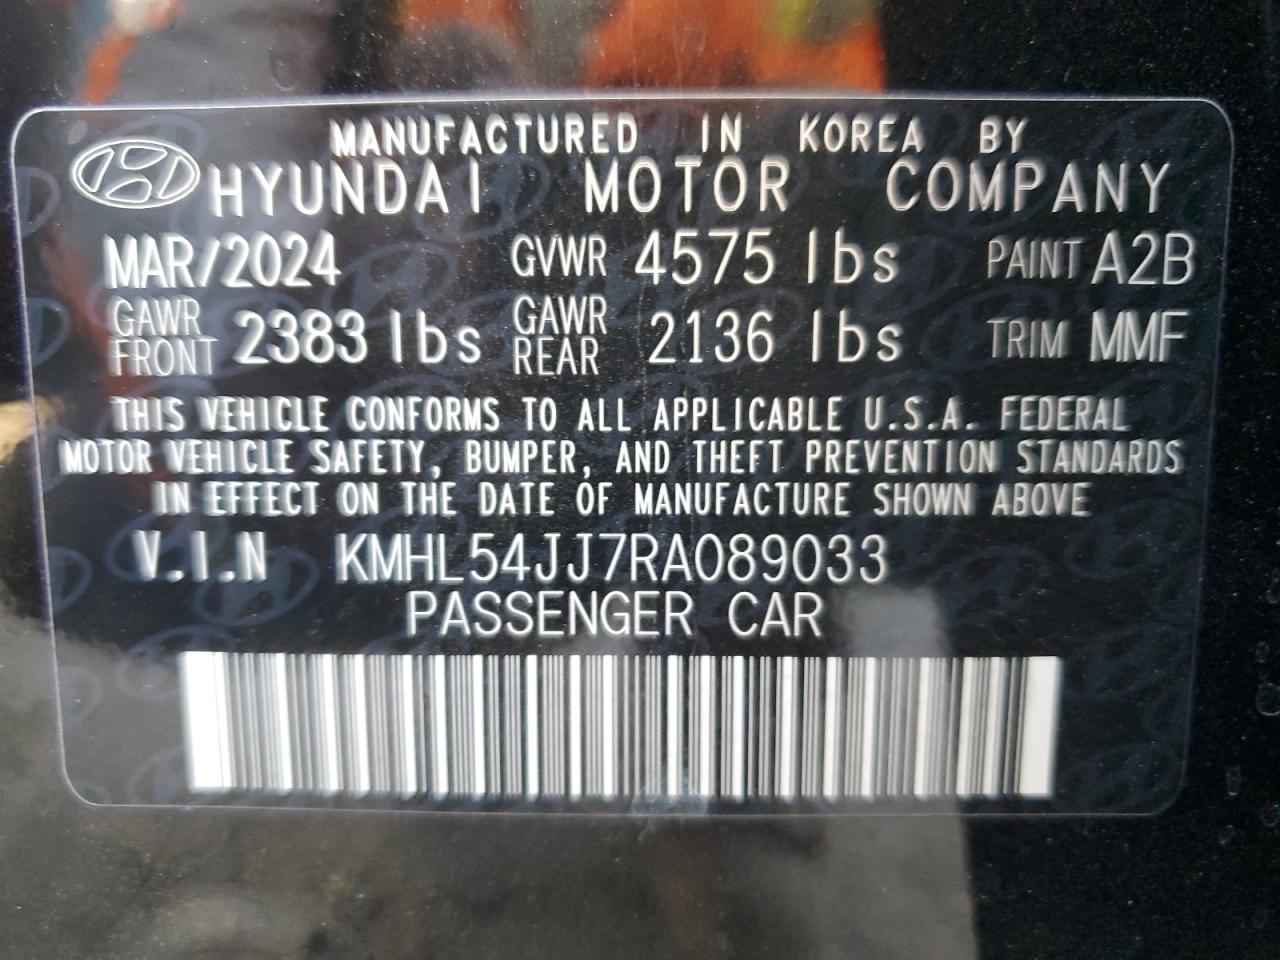 MANUFACTURED IN KOREA BY
HYUNDAI MOTOR COMPANY
MAR/2024 GVWR 4575 lbs PAINT A2B
GAWR FRONT 2383 lbs GAWR REAR 2136 lbs TRIM MMF
THIS VEHICLE CONFORMS TO ALL APPLICABLE U.S.A. FEDERAL
MOTOR VEHICLE SAFETY, BUMPER, AND THEFT PREVENTION STANDARDS
IN EFFECT ON THE DATE OF MANUFACTURE SHOWN ABOVE
V.I.N KMHL54JJ7RA089033
PASSENGER CAR